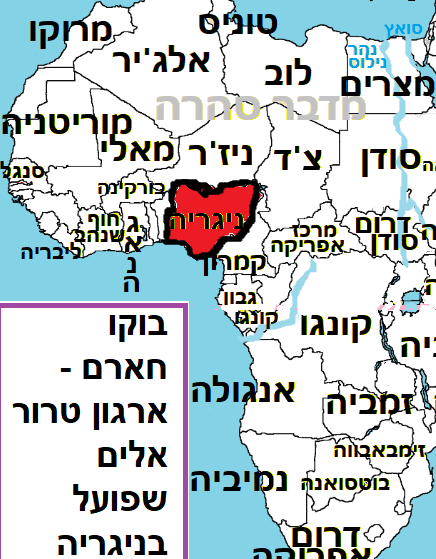 סואץ
טוניס
מרוקו
נהר
נילוס
אלג'יר
לוב
מצרים
מדבר סהרה
מוריטניה
מאלי
ניז'ר
צ'ד
סודן
סנגל
בורקינה
ניגריה
חוף
השנהב
גאנה
ליבריה
דרום
סודן
מרכז
אפריקה
קמרון
גבון
קונגו
קונגו
אנגולה
זמביה
זימבאבווה
בוטסואנה
נמיביה
דרום
אפריקה
בוקו
חארם -
ארגון טרור
אלים
שפועל
בניגריה